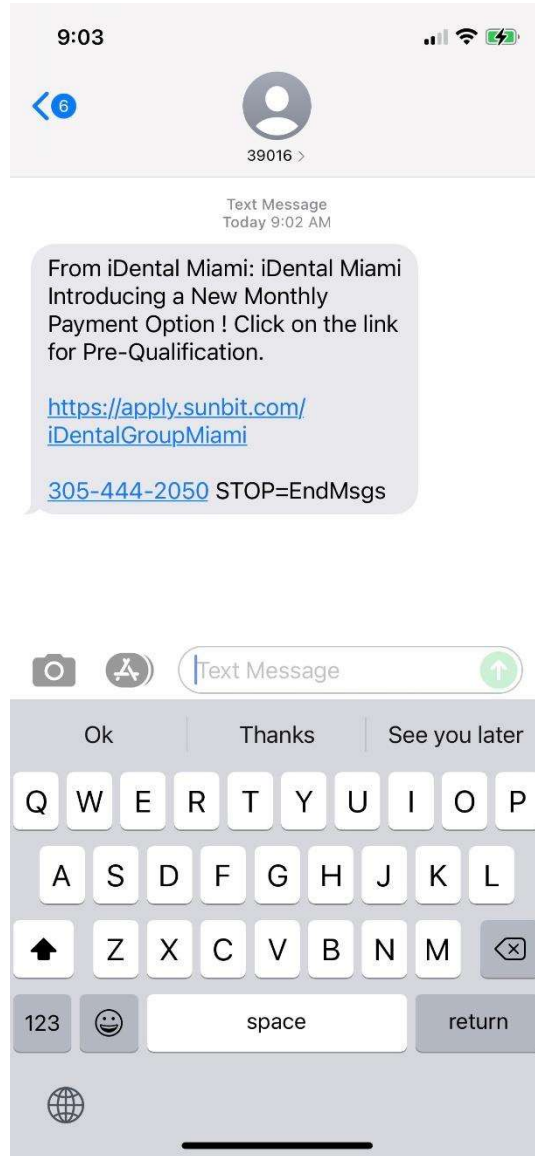 9:03
6
39016 >
Text Message
Today 9:02 AM
From iDental Miami: iDental Miami
Introducing a New Monthly
Payment Option ! Click on the link
for Pre-Qualification.
https://apply.sunbit.com/
iDentalGroupMiami
305-444-2050 STOP=EndMsgs
Text Message
Ok Thanks See you later
Q W E R T Y U I O P
A S D F G H J K L
Z X C V B N M
123 space return